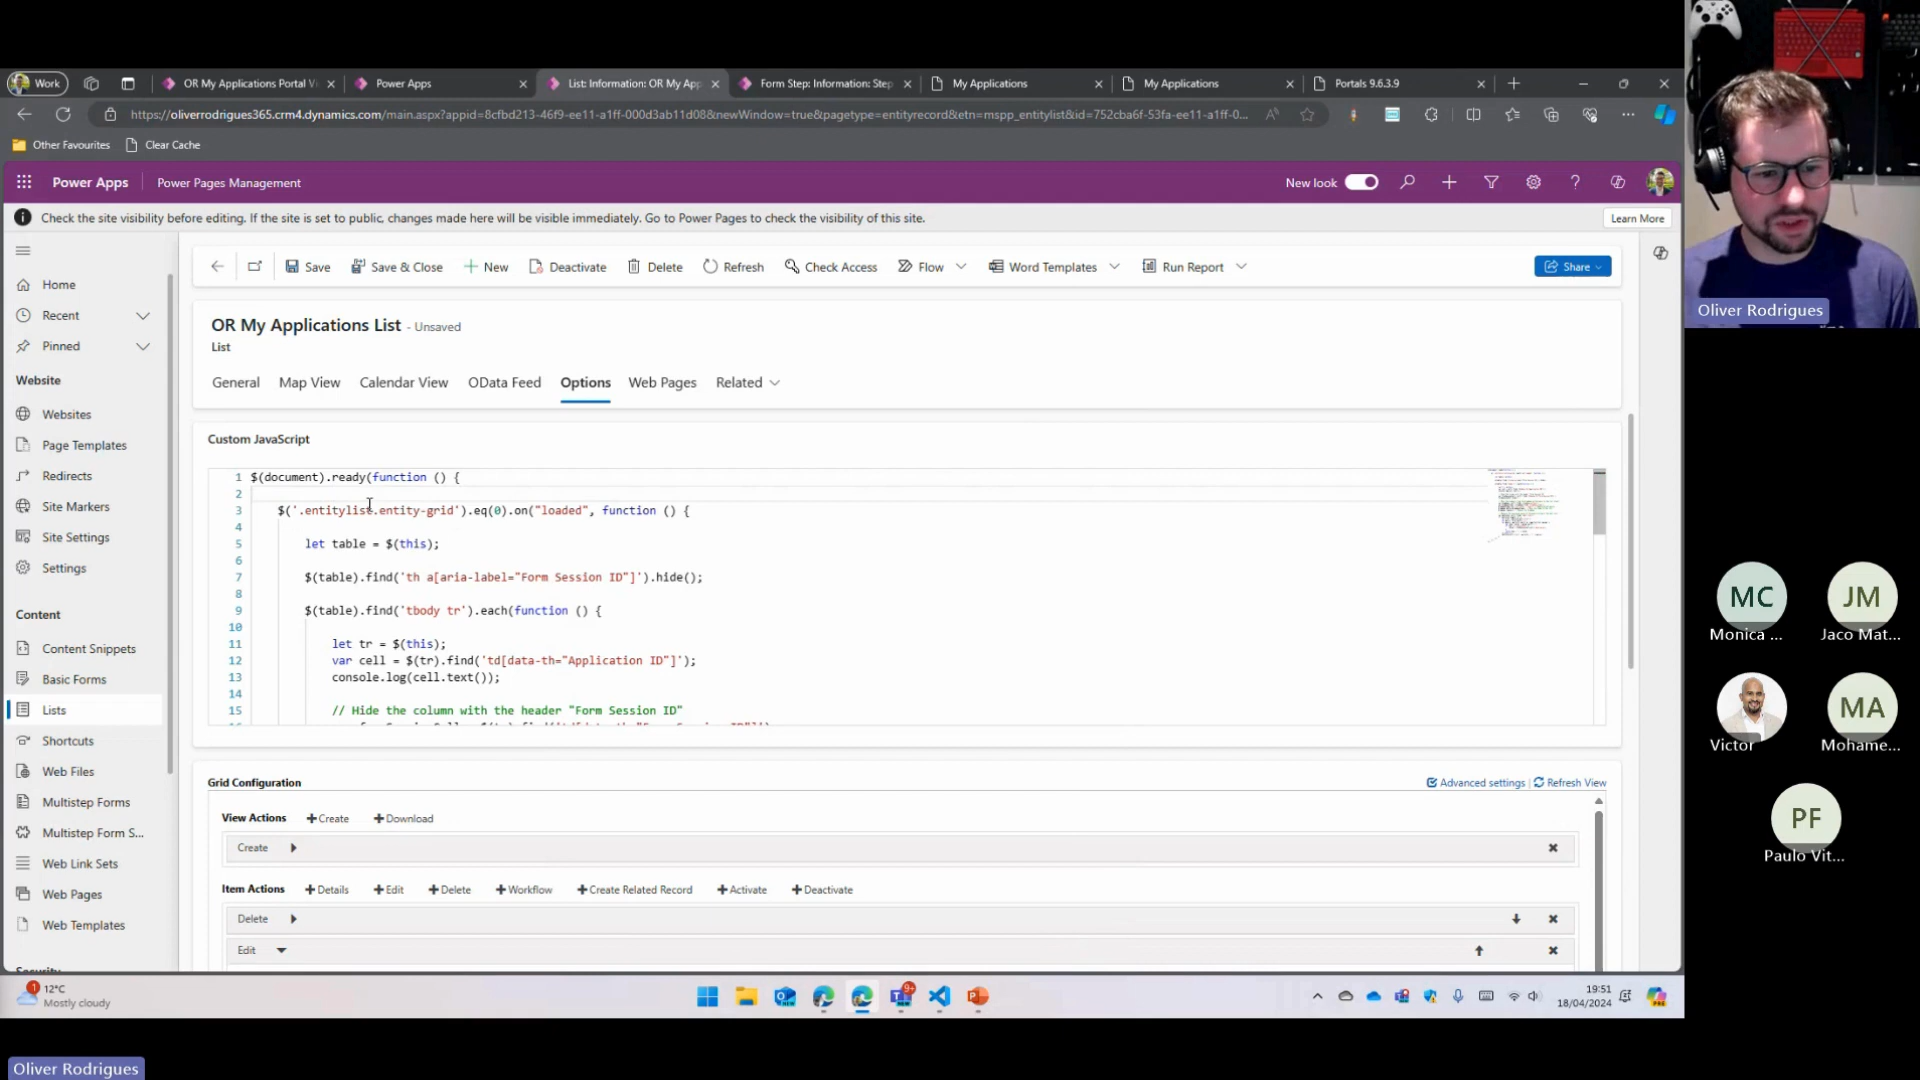 Work
OR My Applications Portal Vi
Power Apps
List: Information: OR My App
Form Step: Information: Step
My Applications
My Applications
Portals 9.6.3.9
https://oliverrodrigues365.crm4.dynamics.com/main.aspx?appid=8cfbd213-46f9-ee11-a1ff-000d3ab11d08&newWindow=true&pagetype=entityrecord&etn=mspp_entitylist&id=752cba6f-53fa-ee11-a1ff-0...
Other Favourites
Clear Cache
Power Apps
Power Pages Management
New look
Check the site visibility before editing. If the site is set to public, changes made here will be visible immediately. Go to Power Pages to check the visibility of this site.
Learn More
Home
Recent
Pinned
Website
Websites
Page Templates
Redirects
Site Markers
Site Settings
Settings
Content
Content Snippets
Basic Forms
Lists
Shortcuts
Web Files
Multistep Forms
Multistep Form S...
Web Link Sets
Web Pages
Web Templates
Security
Save
Save & Close
New
Deactivate
Delete
Refresh
Check Access
Flow
Word Templates
Run Report
Share
OR My Applications List - Unsaved
List
General
Map View
Calendar View
OData Feed
Options
Web Pages
Related
Custom JavaScript
1 $(document).ready(function () {
2
3 $('.entitylist.entity-grid').eq(0).on("loaded", function () {
4
5 let table = $(this);
6
7 $(table).find('th a[aria-label="Form Session ID"]').hide();
8
9 $(table).find('tbody tr').each(function () {
10
11 let tr = $(this);
12 var cell = $(tr).find('td[data-th="Application ID"]');
13 console.log(cell.text());
14
15 // Hide the column with the header "Form Session ID"
Grid Configuration
Advanced settings
Refresh View
View Actions
Create
Download
Create
Item Actions
Details
Edit
Delete
Workflow
Create Related Record
Activate
Deactivate
Delete
Edit
1
12°C
Mostly cloudy
9+
19:51
18/04/2024
PRE
Oliver Rodrigues
MC
Monica ...
JM
Jaco Mat...
Victor
MA
Mohame...
PF
Paulo Vit...
Oliver Rodrigues